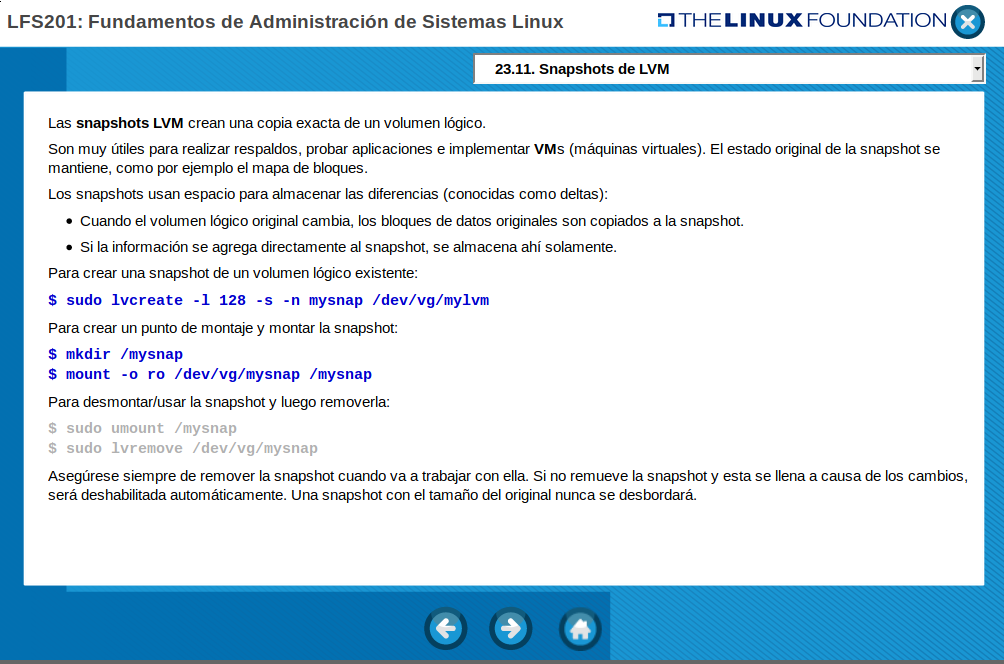 LFS201: Fundamentos de Administración de Sistemas Linux
THE LINUX FOUNDATION
23.11. Snapshots de LVM
Las snapshots LVM crean una copia exacta de un volumen lógico.
Son muy útiles para realizar respaldos, probar aplicaciones e implementar VMs (máquinas virtuales). El estado original de la snapshot se
mantiene, como por ejemplo el mapa de bloques.
Los snapshots usan espacio para almacenar las diferencias (conocidas como deltas):
• Cuando el volumen lógico original cambia, los bloques de datos originales son copiados a la snapshot.
• Si la información se agrega directamente al snapshot, se almacena ahí solamente.
Para crear una snapshot de un volumen lógico existente:
$ sudo lvcreate -l 128 -s -n mysnap /dev/vg/mylvm
Para crear un punto de montaje y montar la snapshot:
$ mkdir /mysnap
$ mount -o ro /dev/vg/mysnap /mysnap
Para desmontar/usar la snapshot y luego removerla:
$ sudo umount /mysnap
$ sudo lvremove /dev/vg/mysnap
Asegúrese siempre de remover la snapshot cuando va a trabajar con ella. Si no remueve la snapshot y esta se llena a causa de los cambios,
será deshabilitada automáticamente. Una snapshot con el tamaño del original nunca se desbordará.